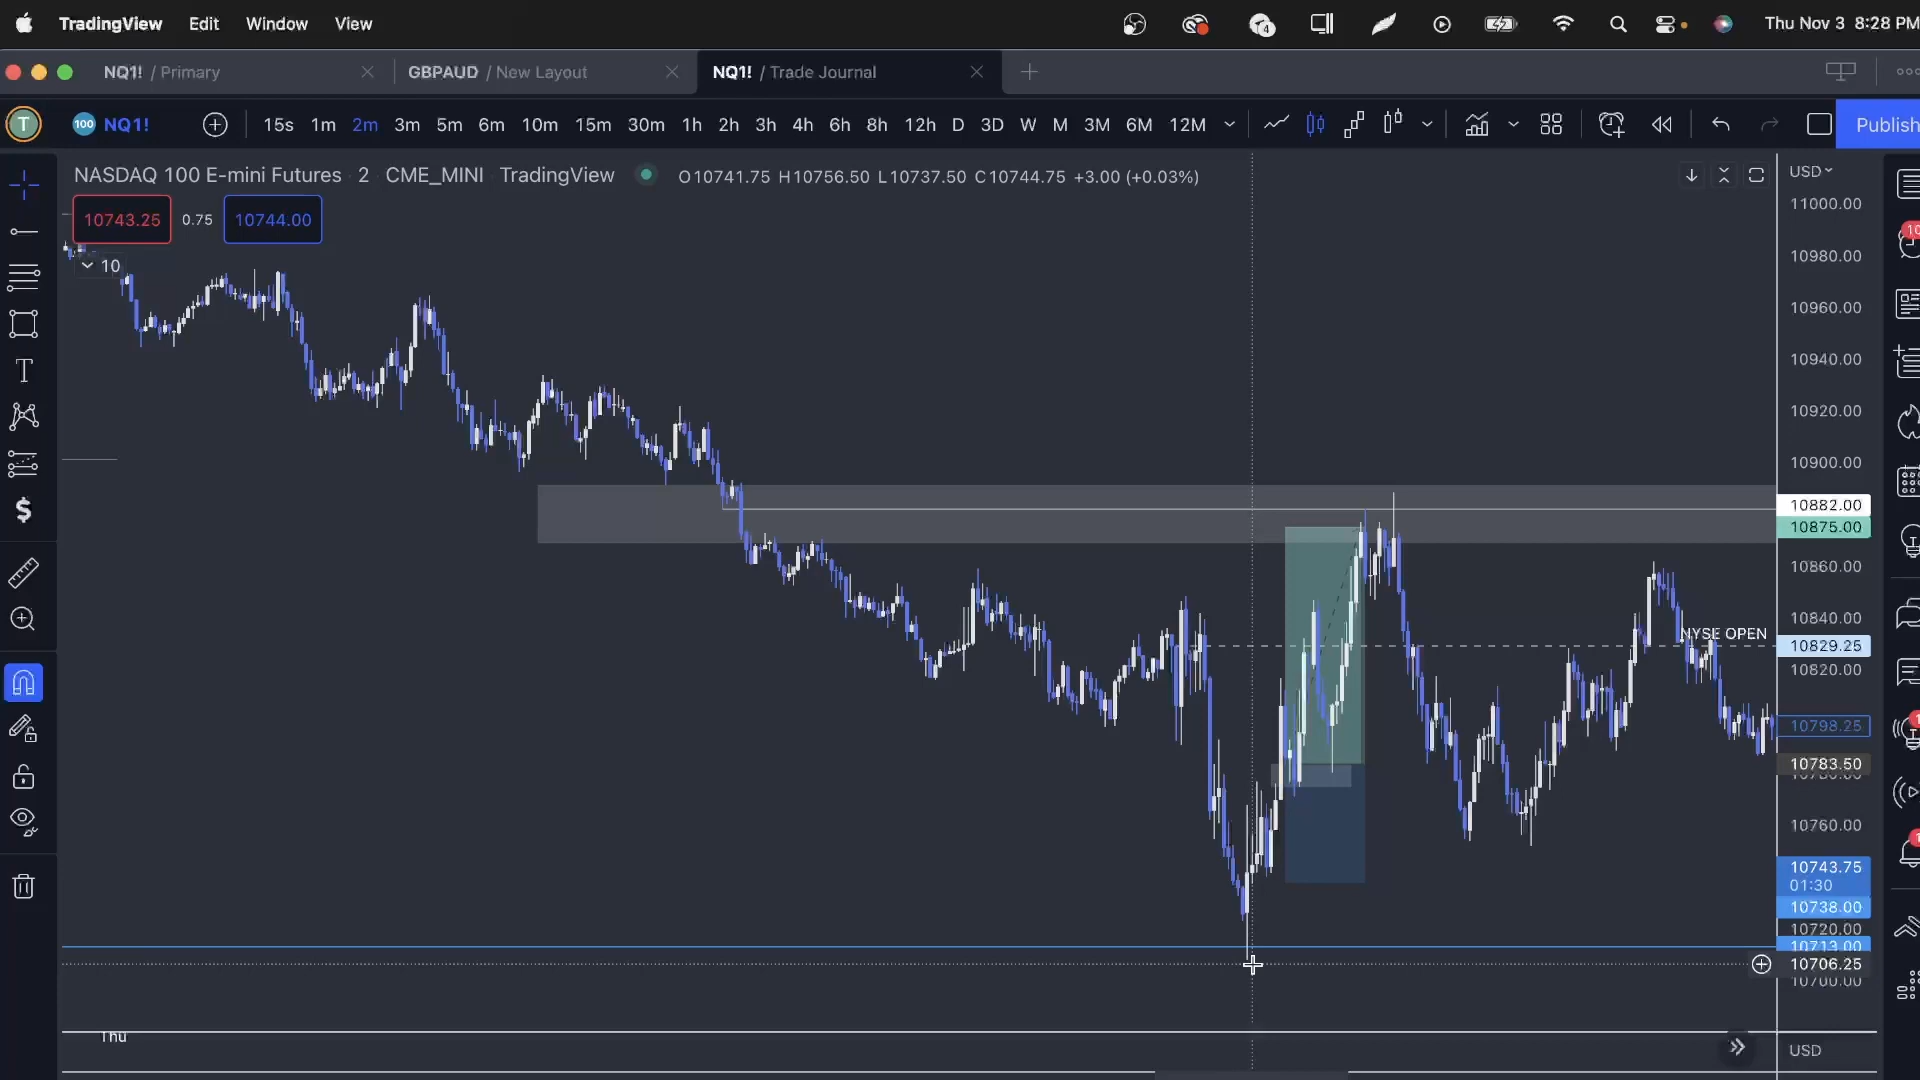 TradingView Edit Window View 4 Thu Nov 3 8:28 PM
NQ1! / Primary GBPAUD / New Layout NQ1! / Trade Journal
T 100 NQ1! 15s 1m 2m 3m 5m 6m 10m 15m 30m 1h 2h 3h 4h 6h 8h 12h D 3D W M 3M 6M 12M Publish
NASDAQ 100 E-mini Futures 2 CME_MINI TradingView O10741.75 H10756.50 L10737.50 C10744.75 +3.00 (+0.03%) USD
11000.00
10743.25 0.75 10744.00
10980.00
10
10960.00
10940.00
10920.00
10900.00
10882.00
10875.00
10860.00
10840.00
NYSE OPEN
10829.25
10820.00
10798.25
10783.50
10760.00
10743.75
01:30
10738.00
10720.00
10713.00
10706.25
10700.00
Thu
USD